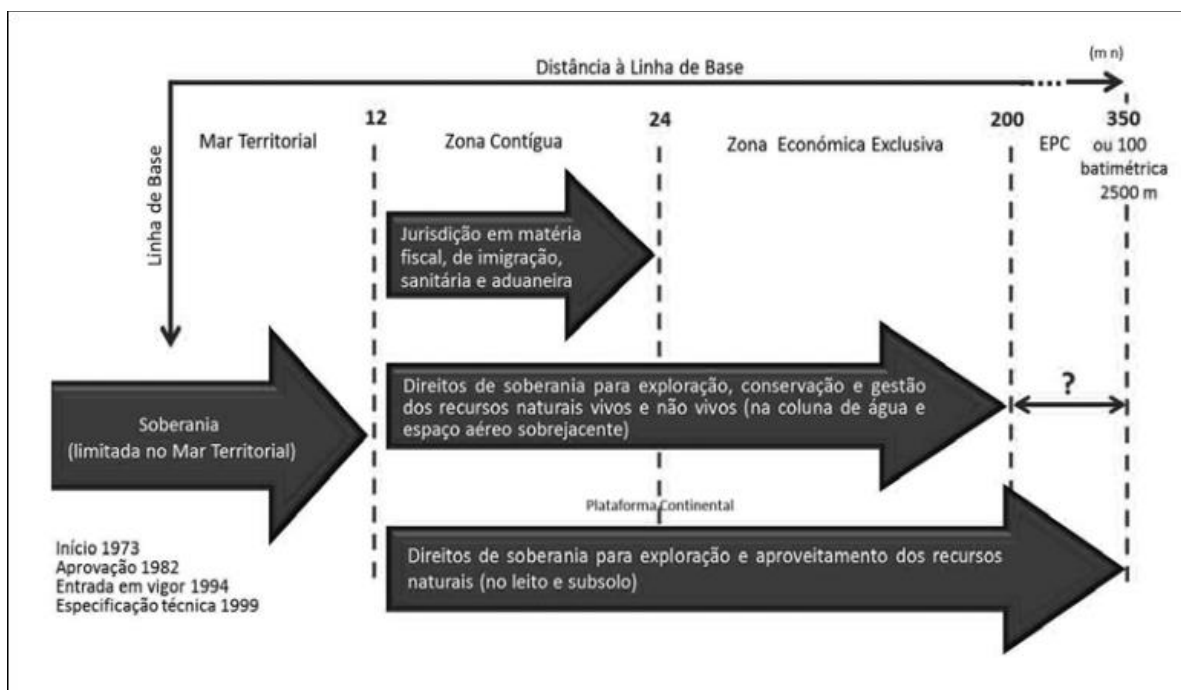 (m n)
Distância à Linha de Base
12
24
200
350
Mar Territorial
Zona Contígua
Zona Económica Exclusiva
EPC
ou 100
batimétrica
2500 m
Linha de Base
Jurisdição em matéria
fiscal, de imigração,
sanitária e aduaneira
Direitos de soberania para exploração, conservação e gestão
dos recursos naturais vivos e não vivos (na coluna de água e
espaço aéreo sobrejacente)
?
Soberania
(limitada no Mar Territorial)
Plataforma Continental
Direitos de soberania para exploração e aproveitamento dos recursos
naturais (no leito e subsolo)
Início 1973
Aprovação 1982
Entrada em vigor 1994
Especificação técnica 1999